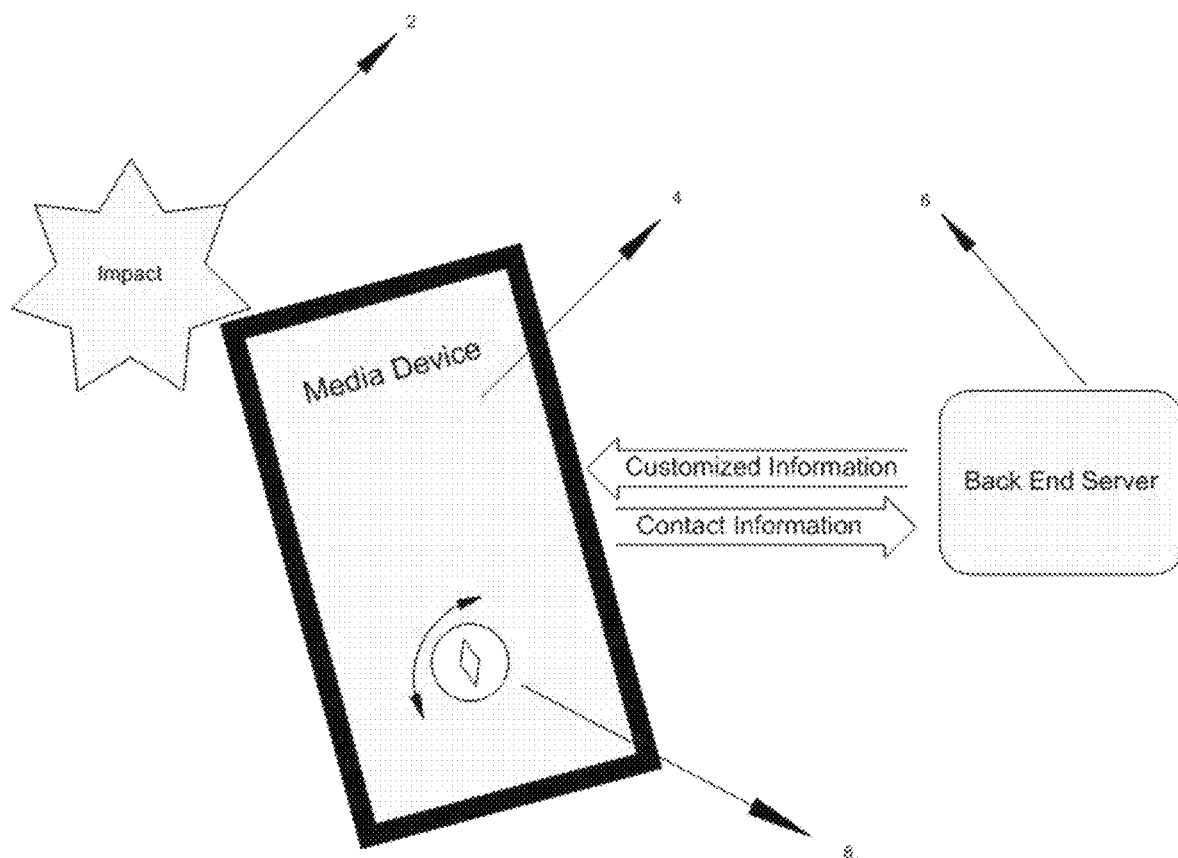 2
4
6
Impact
Media Device
Customized Information
Back End Server
Contact Information
8